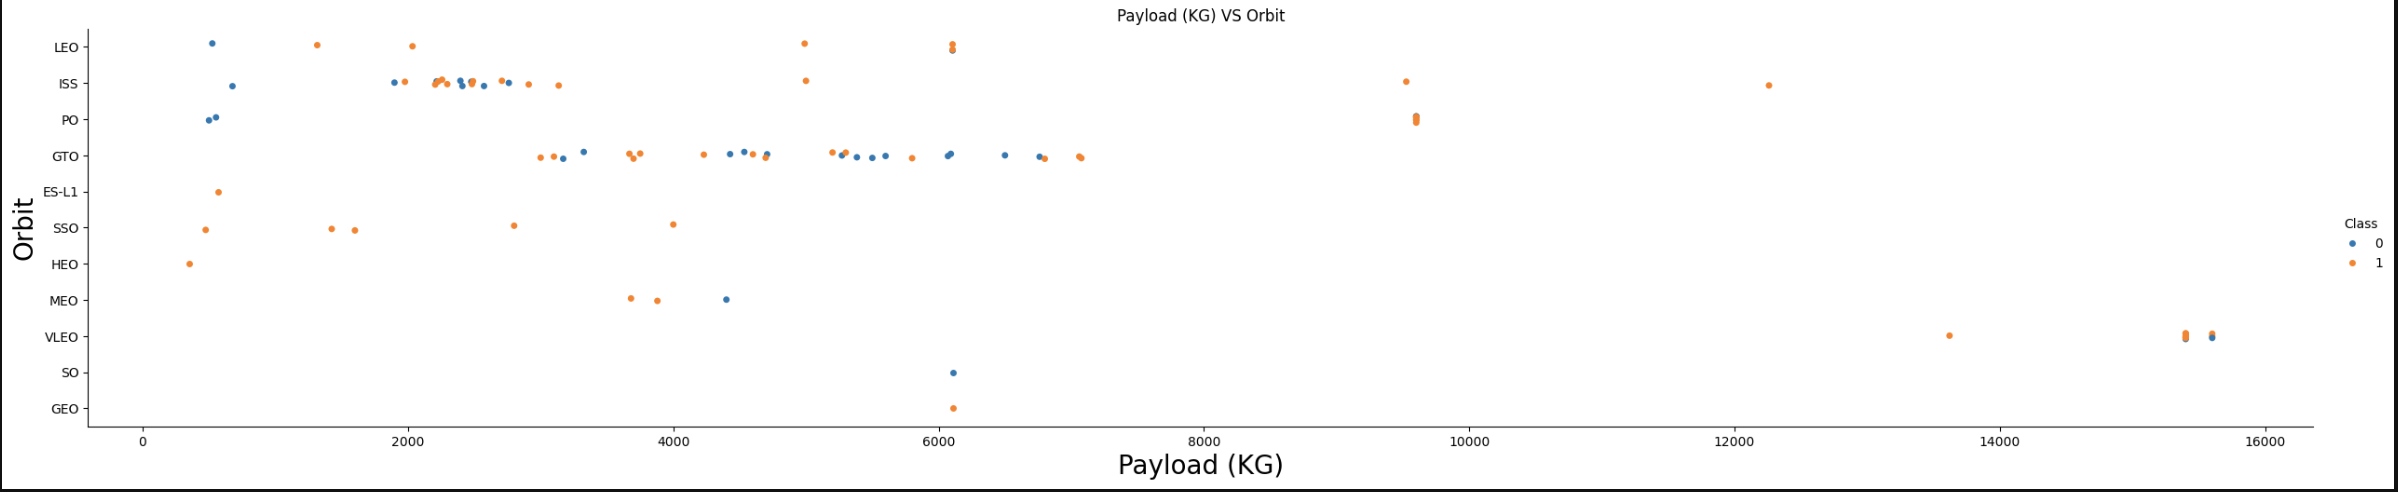 Payload (KG) VS Orbit
LEO
ISS
PO
GTO
ES-L1
SSO
HEO
MEO
VLEO
SO
GEO
Orbit
0 2000 4000 6000 8000 10000 12000 14000 16000
Payload (KG)
Class
0
1